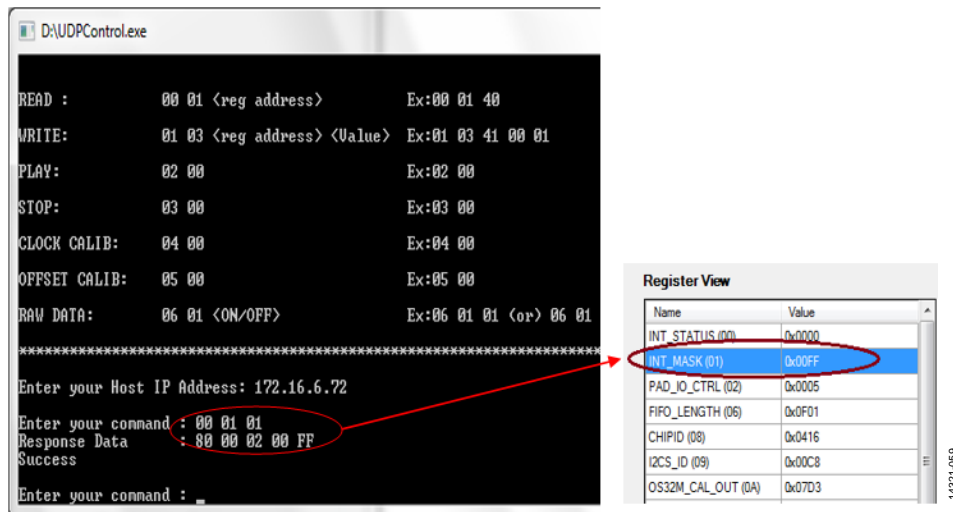 D:\UDPControl.exe
READ : 00 01 <reg address> Ex:00 01 40
WRITE: 01 03 <reg address> <Value> Ex:01 03 41 00 01
PLAY: 02 00 Ex:02 00
STOP: 03 00 Ex:03 00
CLOCK CALIB: 04 00 Ex:04 00
OFFSET CALIB: 05 00 Ex:05 00
RAW DATA: 06 01 <ON/OFF> Ex:06 01 01 (or) 06 01
**********************************************************************
Enter your Host IP Address: 172.16.6.72
Enter your command : 00 01 01
Response Data : 80 00 02 00 FF
Success
Enter your command : _
Register View
Name Value
INT_STATUS (00) 0x0000
INT_MASK (01) 0x00FF
PAD_IO_CTRL (02) 0x0005
FIFO_LENGTH (06) 0x0F01
CHIPID (08) 0x0416
I2CS_ID (09) 0x00C8
OS32M_CAL_OUT (0A) 0x07D3
14321-059